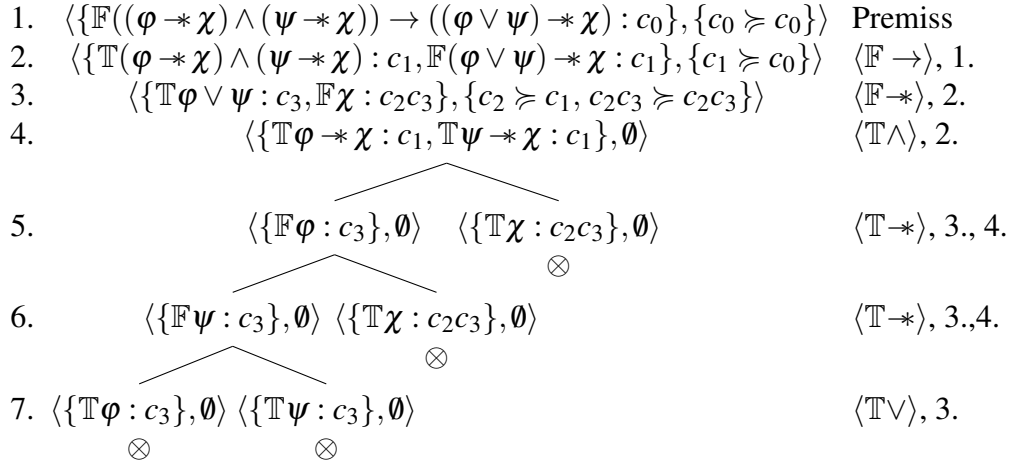 1. ⟨{𝔽((φ −∗ χ) ∧ (ψ −∗ χ)) → ((φ ∨ ψ) −∗ χ) : c₀}, {c₀ ≽ c₀}⟩ Premiss
2. ⟨{𝕋(φ −∗ χ) ∧ (ψ −∗ χ) : c₁, 𝔽(φ ∨ ψ) −∗ χ : c₁}, {c₁ ≽ c₀}⟩ ⟨𝔽 →⟩, 1.
3. ⟨{𝕋φ ∨ ψ : c₃, 𝔽χ : c₂c₃}, {c₂ ≽ c₁, c₂c₃ ≽ c₂c₃}⟩ ⟨𝔽−∗⟩, 2.
4. ⟨{𝕋φ −∗ χ : c₁, 𝕋ψ −∗ χ : c₁}, ∅⟩ ⟨𝕋∧⟩, 2.
5. ⟨{𝔽φ : c₃}, ∅⟩ ⟨{𝕋χ : c₂c₃}, ∅⟩ ⟨𝕋−∗⟩, 3., 4.
⊗
6. ⟨{𝔽ψ : c₃}, ∅⟩ ⟨{𝕋χ : c₂c₃}, ∅⟩ ⟨𝕋−∗⟩, 3.,4.
⊗
7. ⟨{𝕋φ : c₃}, ∅⟩ ⟨{𝕋ψ : c₃}, ∅⟩ ⟨𝕋∨⟩, 3.
⊗ ⊗